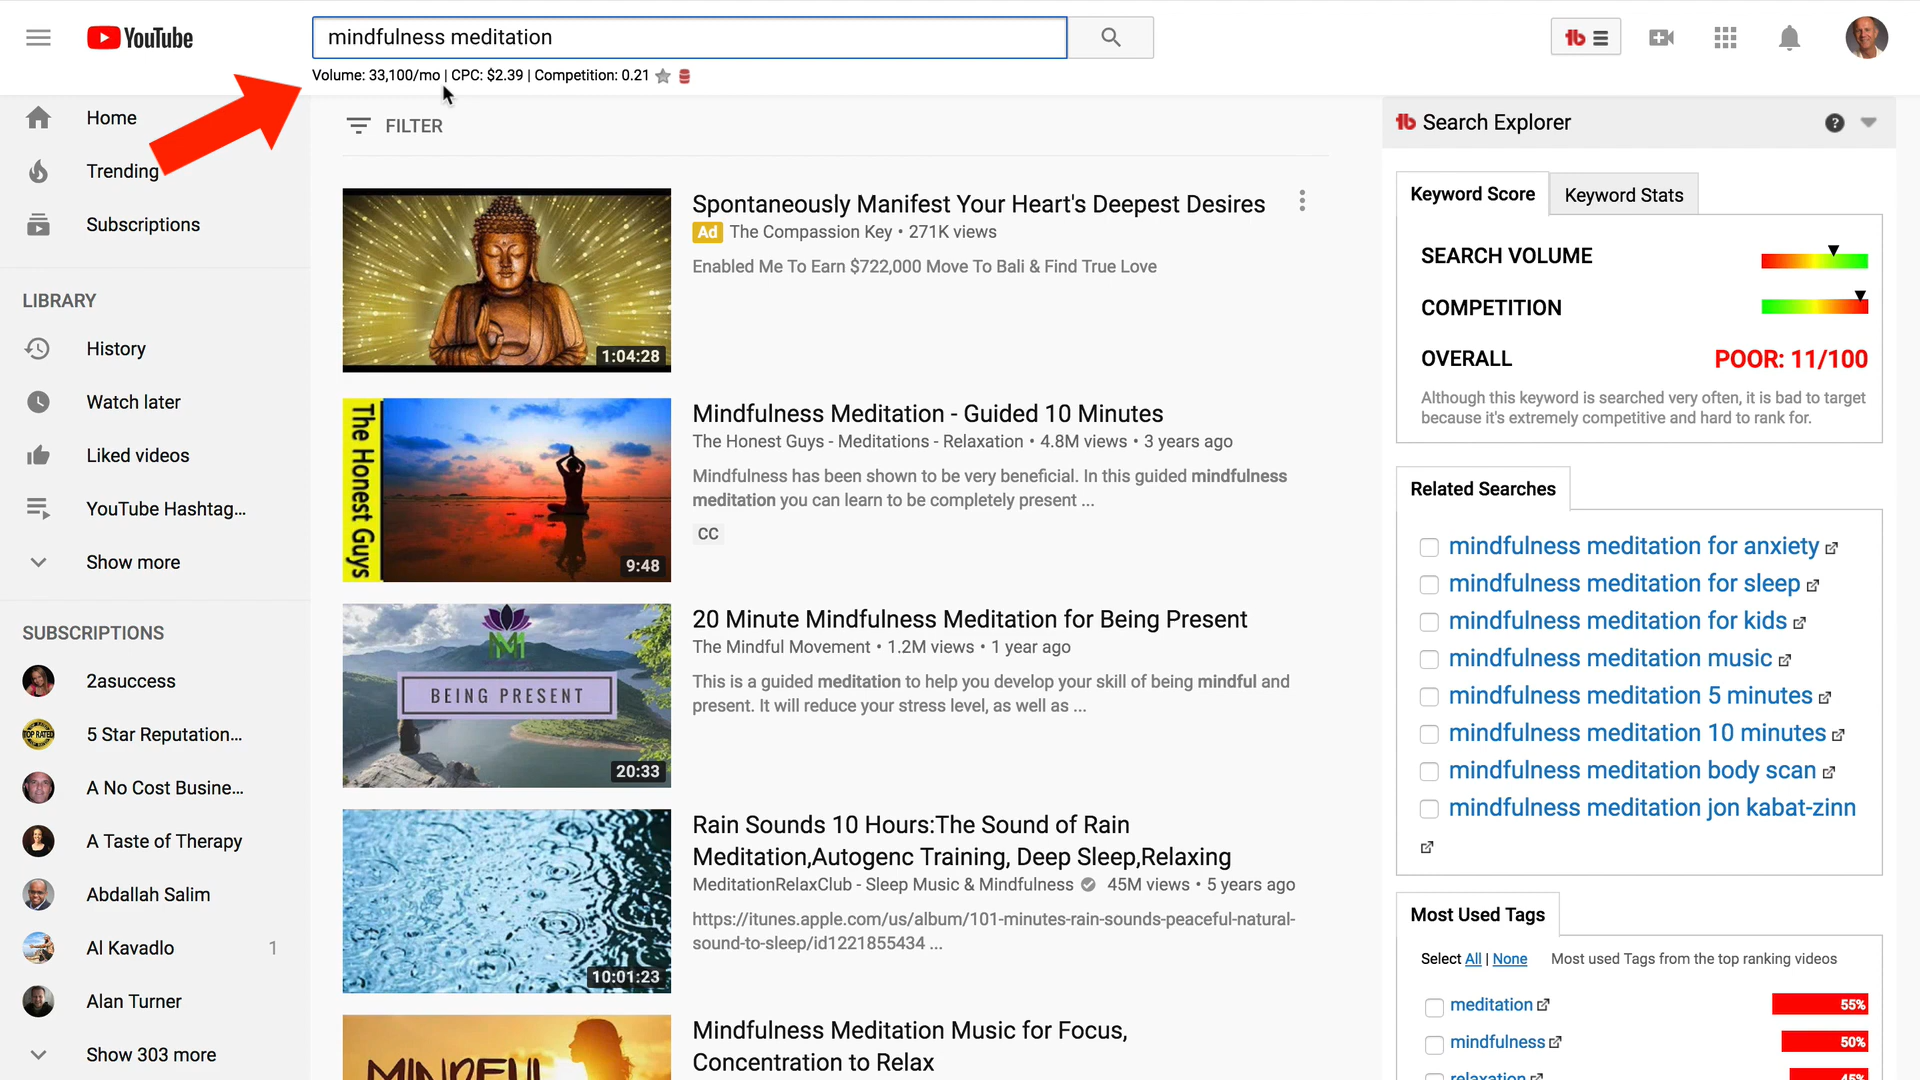 YouTube
mindfulness meditation
Volume: 33,100/mo | CPC: $2.39 | Competition: 0.21
tb
Home
Trending
Subscriptions
LIBRARY
History
Watch later
Liked videos
YouTube Hashtag...
Show more
SUBSCRIPTIONS
2asuccess
TOP RATED
5 Star Reputation...
A No Cost Busine...
A Taste of Therapy
Abdallah Salim
Al Kavadlo 1
Alan Turner
Show 303 more
FILTER
1:04:28
Spontaneously Manifest Your Heart's Deepest Desires
Ad The Compassion Key • 271K views
Enabled Me To Earn $722,000 Move To Bali & Find True Love
The Honest Guys
9:48
Mindfulness Meditation - Guided 10 Minutes
The Honest Guys - Meditations - Relaxation • 4.8M views • 3 years ago
Mindfulness has been shown to be very beneficial. In this guided mindfulness
meditation you can learn to be completely present ...
CC
M
BEING PRESENT
20:33
20 Minute Mindfulness Meditation for Being Present
The Mindful Movement • 1.2M views • 1 year ago
This is a guided meditation to help you develop your skill of being mindful and
present. It will reduce your stress level, as well as ...
10:01:23
Rain Sounds 10 Hours:The Sound of Rain
Meditation,Autogenc Training, Deep Sleep,Relaxing
MeditationRelaxClub - Sleep Music & Mindfulness 45M views • 5 years ago
https://itunes.apple.com/us/album/101-minutes-rain-sounds-peaceful-natural-
sound-to-sleep/id1221855434 ...
MINDFUL
Mindfulness Meditation Music for Focus,
Concentration to Relax
tb Search Explorer ?
Keyword Score Keyword Stats
SEARCH VOLUME
COMPETITION
OVERALL POOR: 11/100
Although this keyword is searched very often, it is bad to target
because it's extremely competitive and hard to rank for.
Related Searches
mindfulness meditation for anxiety
mindfulness meditation for sleep
mindfulness meditation for kids
mindfulness meditation music
mindfulness meditation 5 minutes
mindfulness meditation 10 minutes
mindfulness meditation body scan
mindfulness meditation jon kabat-zinn
Most Used Tags
Select All | None Most used Tags from the top ranking videos
meditation 55%
mindfulness 50%
relaxation 45%